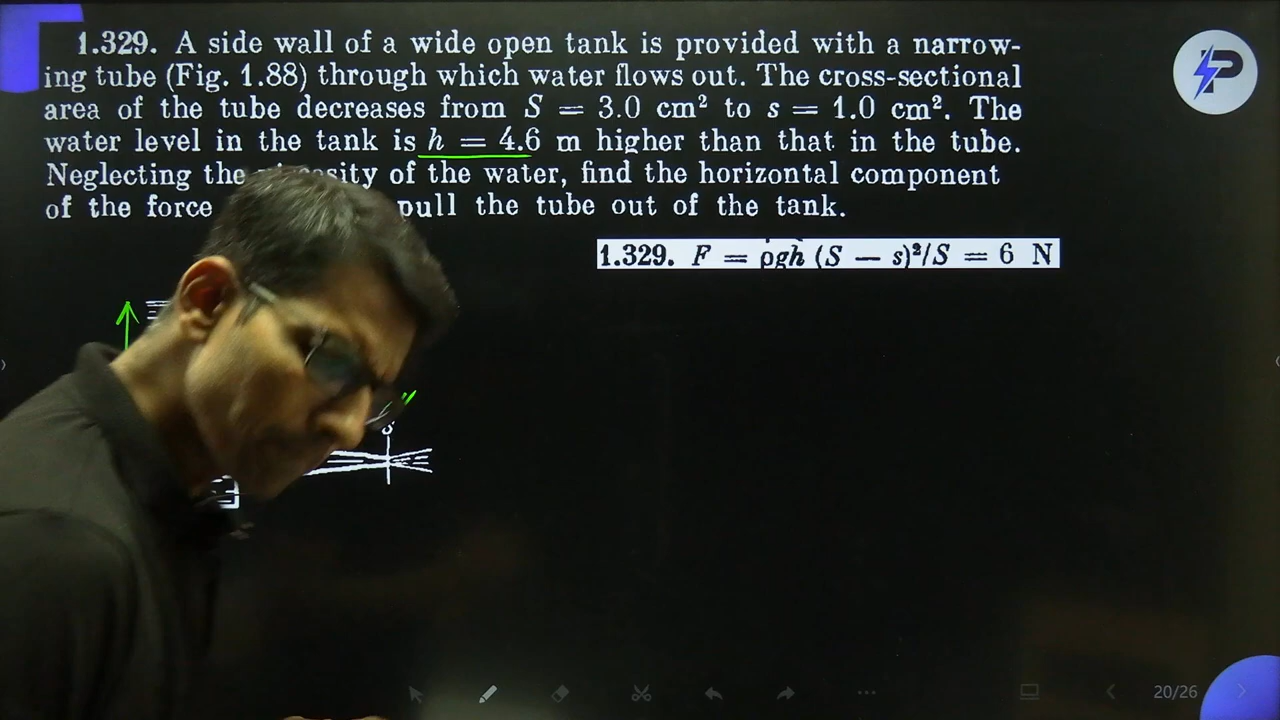 1.329. A side wall of a wide open tank is provided with a narrow-
ing tube (Fig. 1.88) through which water flows out. The cross-sectional
area of the tube decreases from S = 3.0 cm² to s = 1.0 cm². The
water level in the tank is h = 4.6 m higher than that in the tube.
Neglecting the of the water, find the horizontal component
of the force pull the tube out of the tank.
1.329. F = ρgh (S — s)²/S = 6 N
20/26